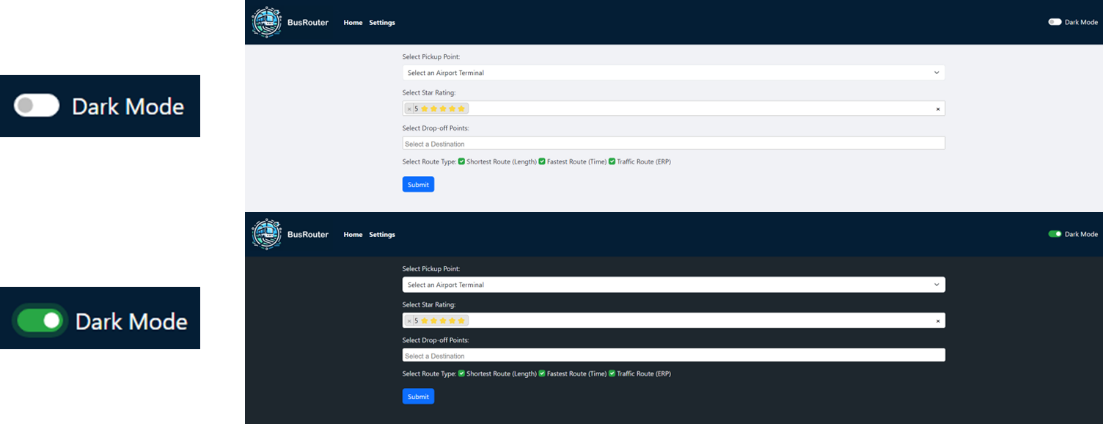 Dark Mode
BusRouter Home Settings Dark Mode
Select Pickup Point:
Select an Airport Terminal
Select Star Rating:
× 5 ⭐⭐⭐⭐⭐ ×
Select Drop-off Points:
Select a Destination
Select Route Type: Shortest Route (Length) Fastest Route (Time) Traffic Route (ERP)
Submit
Dark Mode
BusRouter Home Settings Dark Mode
Select Pickup Point:
Select an Airport Terminal
Select Star Rating:
× 5 ⭐⭐⭐⭐⭐ ×
Select Drop-off Points:
Select a Destination
Select Route Type: Shortest Route (Length) Fastest Route (Time) Traffic Route (ERP)
Submit